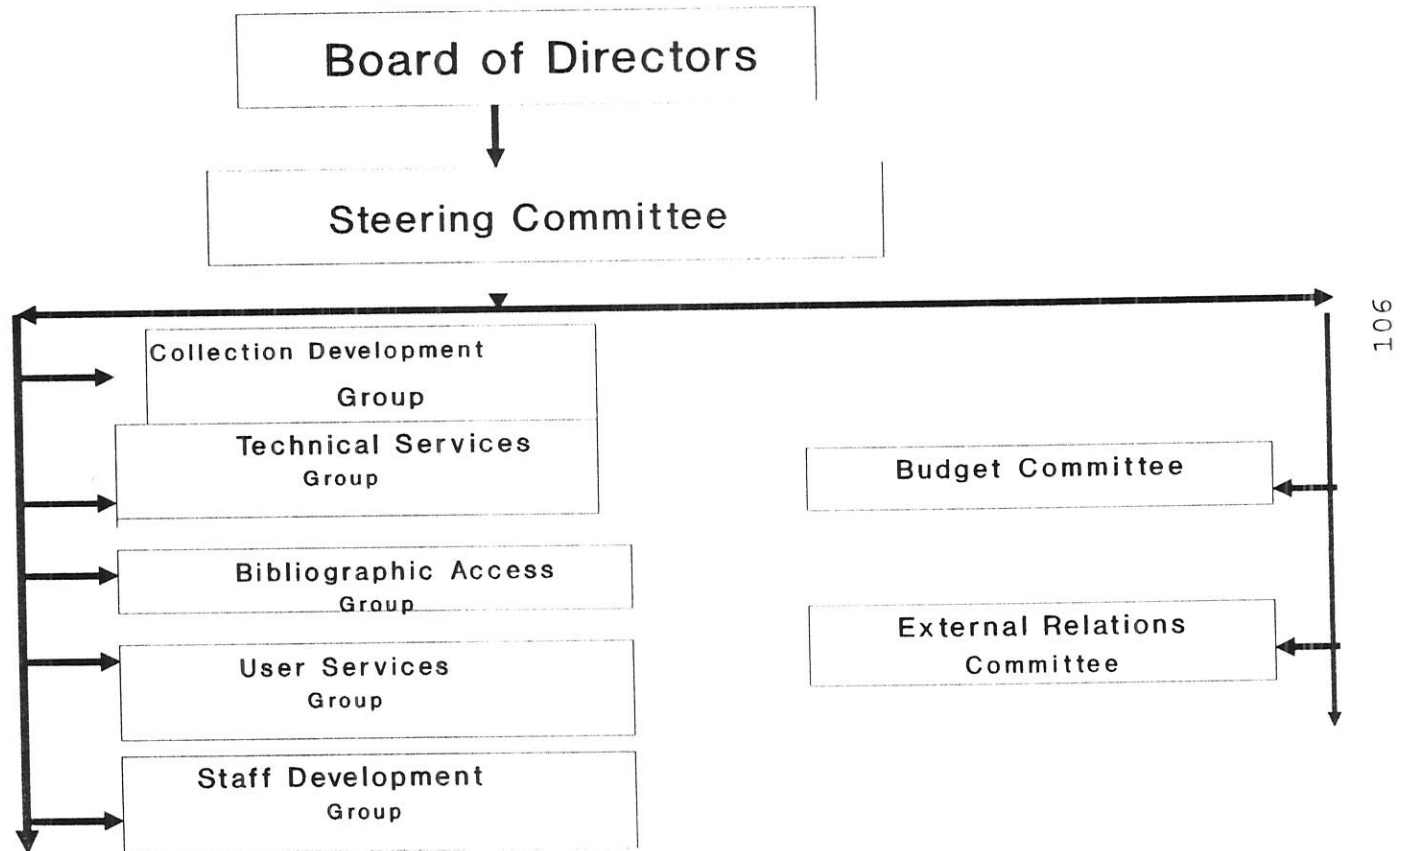 Board of Directors
Steering Committee
Collection Development
Group
Technical Services
Group
Bibliographic Access
Group
User Services
Group
Staff Development
Group
Budget Committee
External Relations
Committee
106